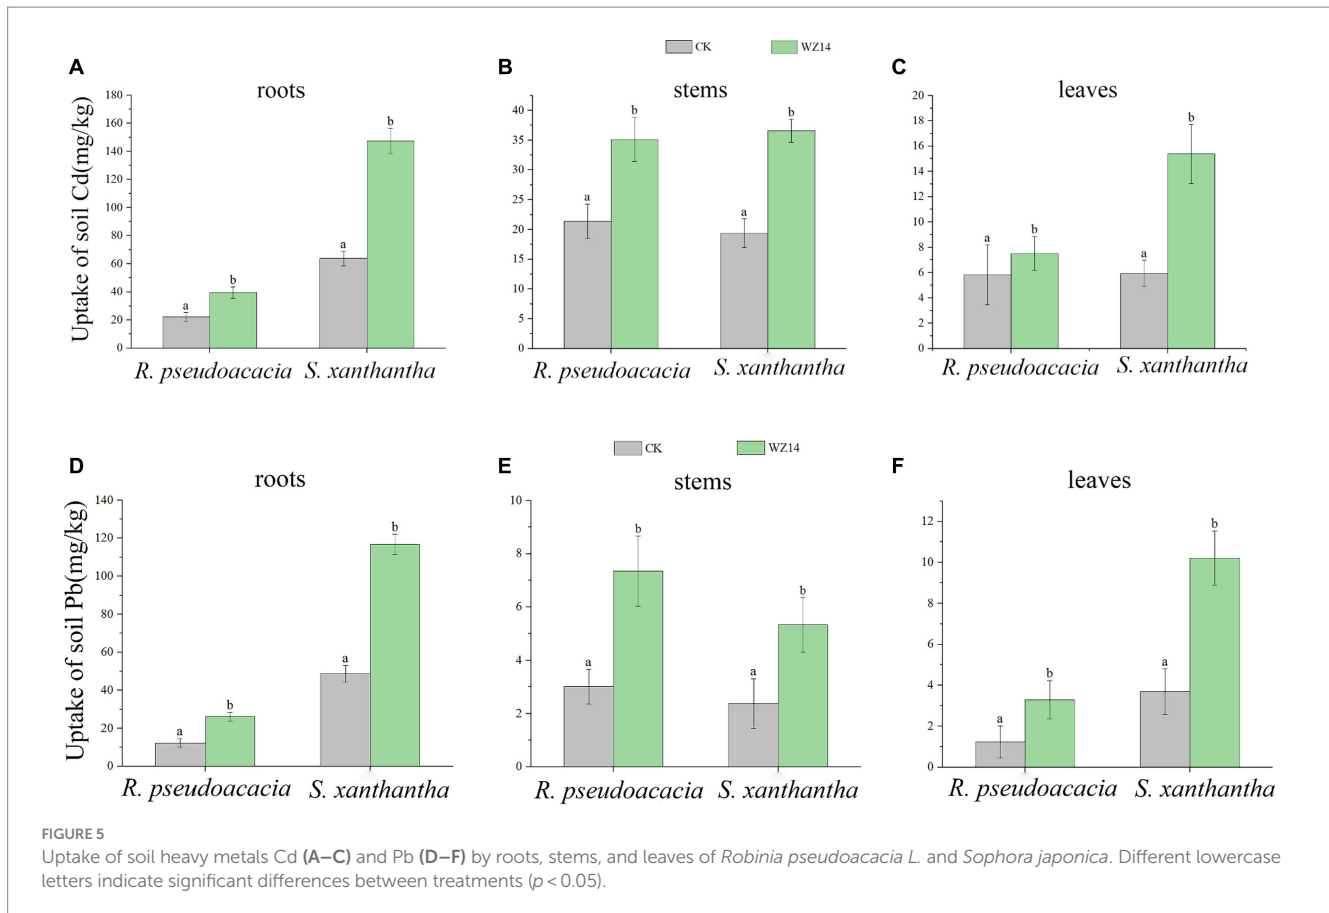 CK WZ14
A B C
roots stems leaves
Uptake of soil Cd(mg/kg)
180
160
140
120
100
80
60
40
20
0
a b a b
R. pseudoacacia S. xanthantha
40
35
30
25
20
15
10
5
0
a b a b
R. pseudoacacia S. xanthantha
20
18
16
14
12
10
8
6
4
2
0
a b a b
R. pseudoacacia S. xanthantha
CK WZ14
D E F
roots stems leaves
Uptake of soil Pb(mg/kg)
140
120
100
80
60
40
20
0
a b a b
R. pseudoacacia S. xanthantha
10
8
6
4
2
0
a b a b
R. pseudoacacia S. xanthantha
12
10
8
6
4
2
0
a b a b
R. pseudoacacia S. xanthantha
FIGURE 5
Uptake of soil heavy metals Cd (A–C) and Pb (D–F) by roots, stems, and leaves of Robinia pseudoacacia L. and Sophora japonica. Different lowercase
letters indicate significant differences between treatments (p < 0.05).